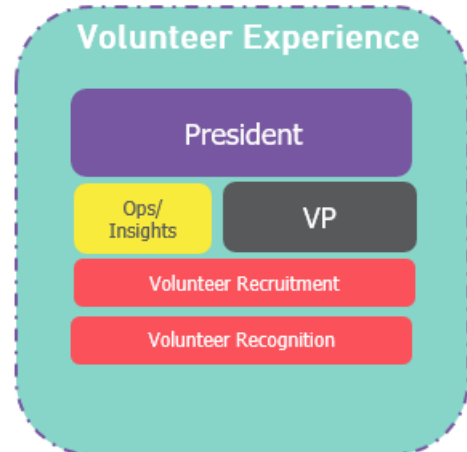 Volunteer Experience
President
Ops/
Insights
VP
Volunteer Recruitment
Volunteer Recognition